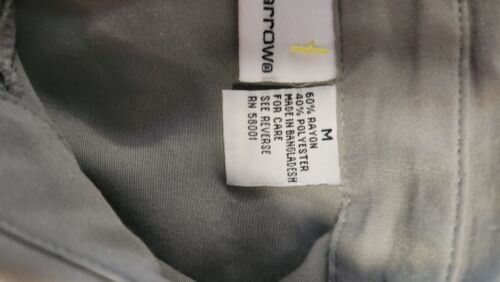 arrow®
M
60% RAYON
40% POLYESTER
MADE IN BANGLADESH
FOR CARE
SEE REVERSE
RN 58001